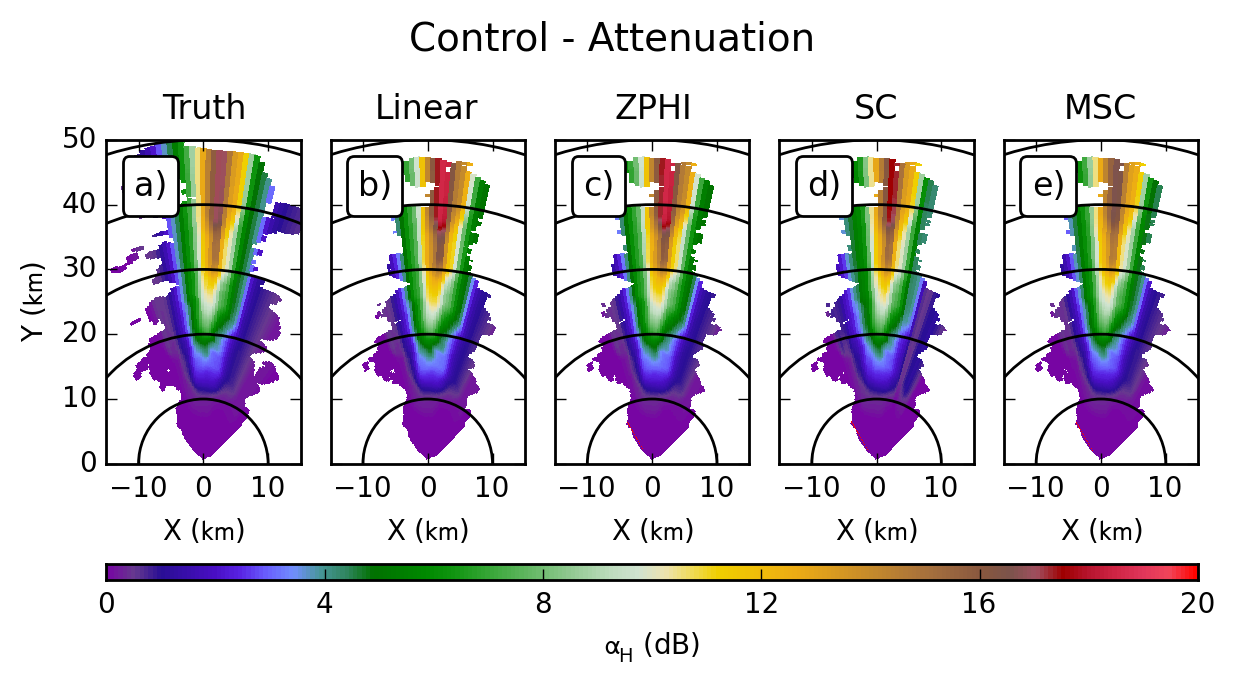 Control - Attenuation
Truth Linear ZPHI SC MSC
a) b) c) d) e)
50
40
30
20
10
0
Y (km)
−10 0 10 −10 0 10 −10 0 10 −10 0 10 −10 0 10
X (km) X (km) X (km) X (km) X (km)
0 4 8 12 16 20
αH (dB)